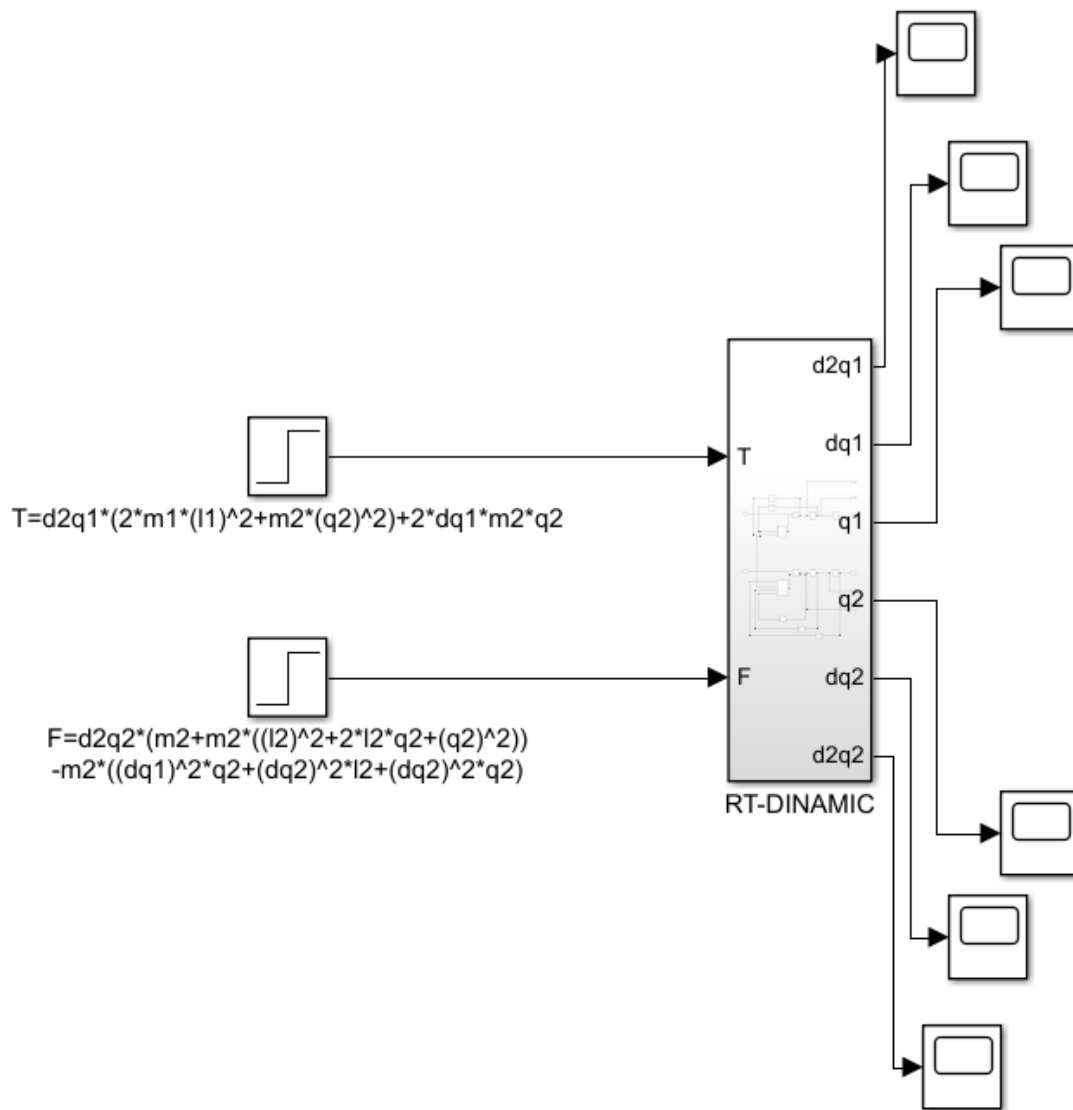 d2q1
dq1
T
q1
T=d2q1*(2*m1*(l1)^2+m2*(q2)^2)+2*dq1*m2*q2
q2
F
dq2
F=d2q2*(m2+m2*((l2)^2+2*l2*q2+(q2)^2))
-m2*((dq1)^2*q2+(dq2)^2*l2+(dq2)^2*q2)
d2q2
RT-DINAMIC